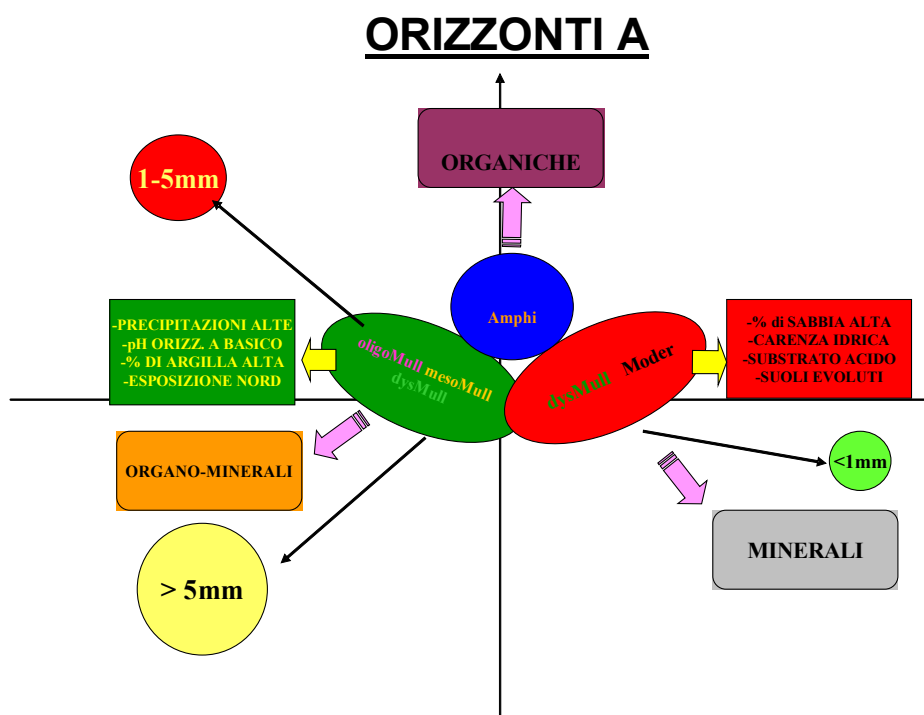 ORIZZONTI A
ORGANICHE
1-5mm
Amphi
-PRECIPITAZIONI ALTE
-pH ORIZZ. A BASICO
-% DI ARGILLA ALTA
-ESPOSIZIONE NORD
oligoMull mesoMull
dysMull
dysMull Moder
-% di SABBIA ALTA
-CARENZA IDRICA
-SUBSTRATO ACIDO
-SUOLI EVOLUTI
ORGANO-MINERALI
<1mm
> 5mm
MINERALI